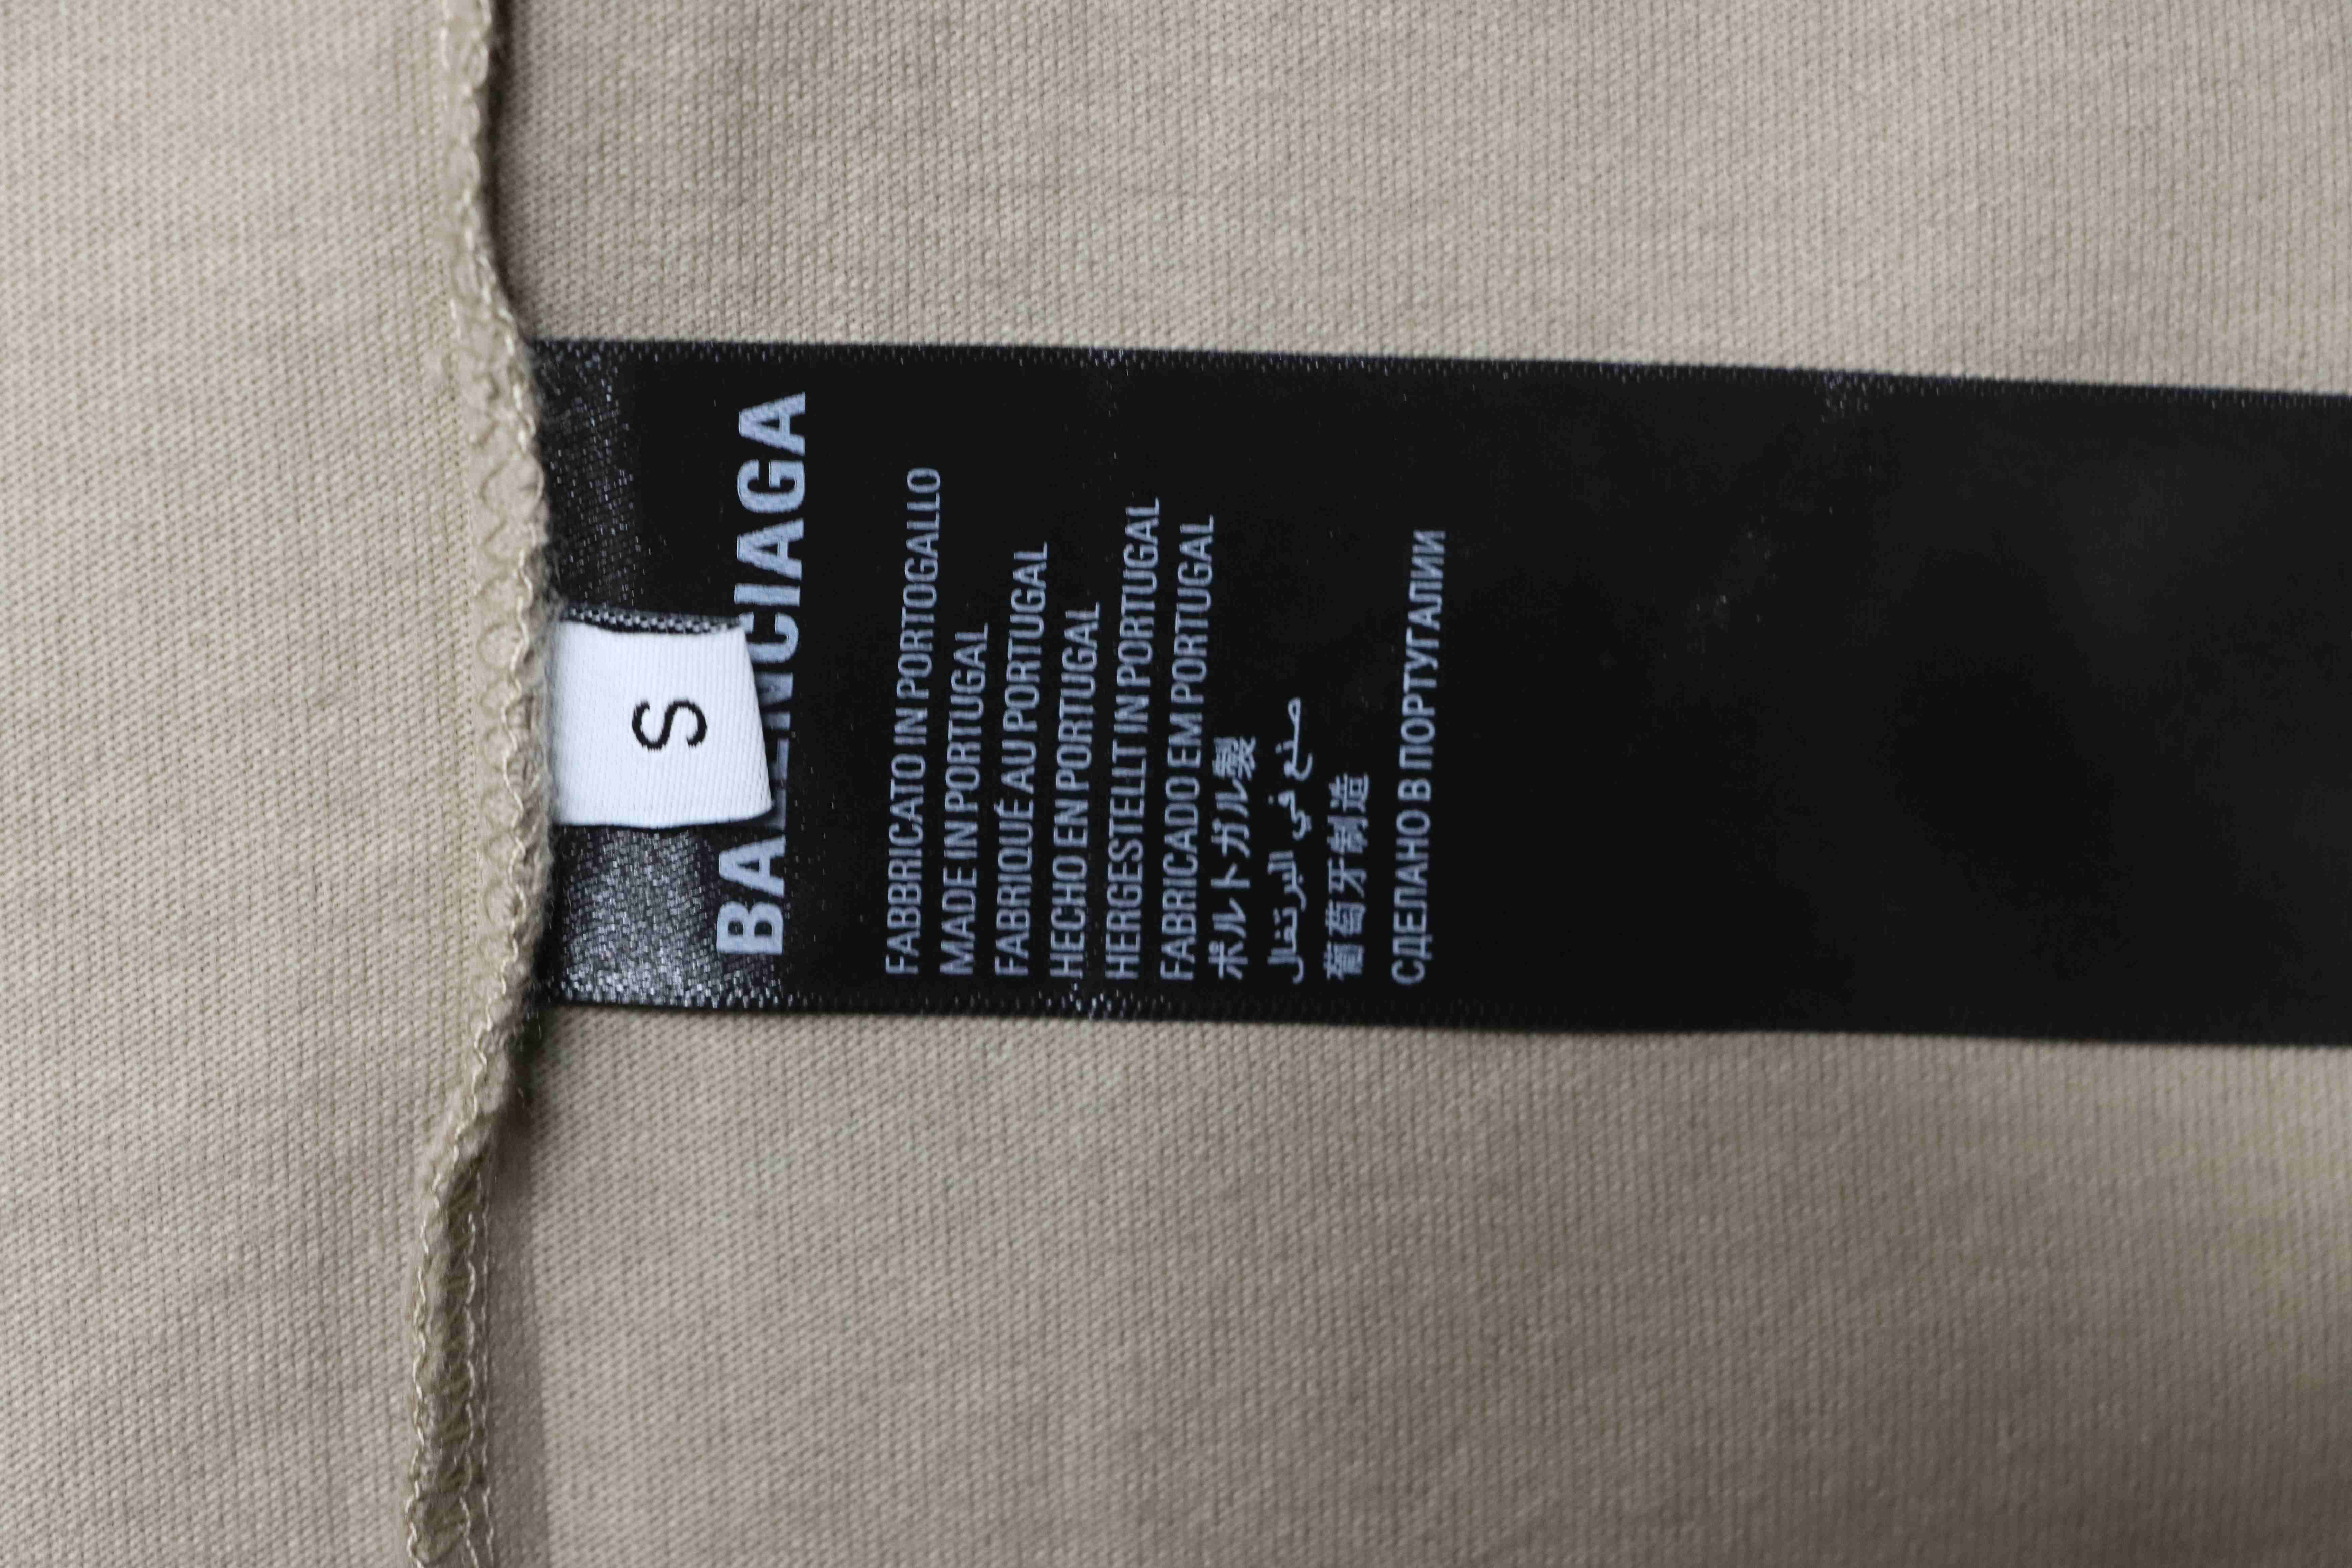 S
BALENCIAGA
FABBRICATO IN PORTOGALLO
MADE IN PORTUGAL
FABRIQUÉ AU PORTUGAL
HECHO EN PORTUGAL
HERGESTELLT IN PORTUGAL
FABRICADO EM PORTUGAL
ポルトガル製
صنع في البرتغال
葡萄牙制造
СДЕЛАНО В ПОРТУГАЛИИ